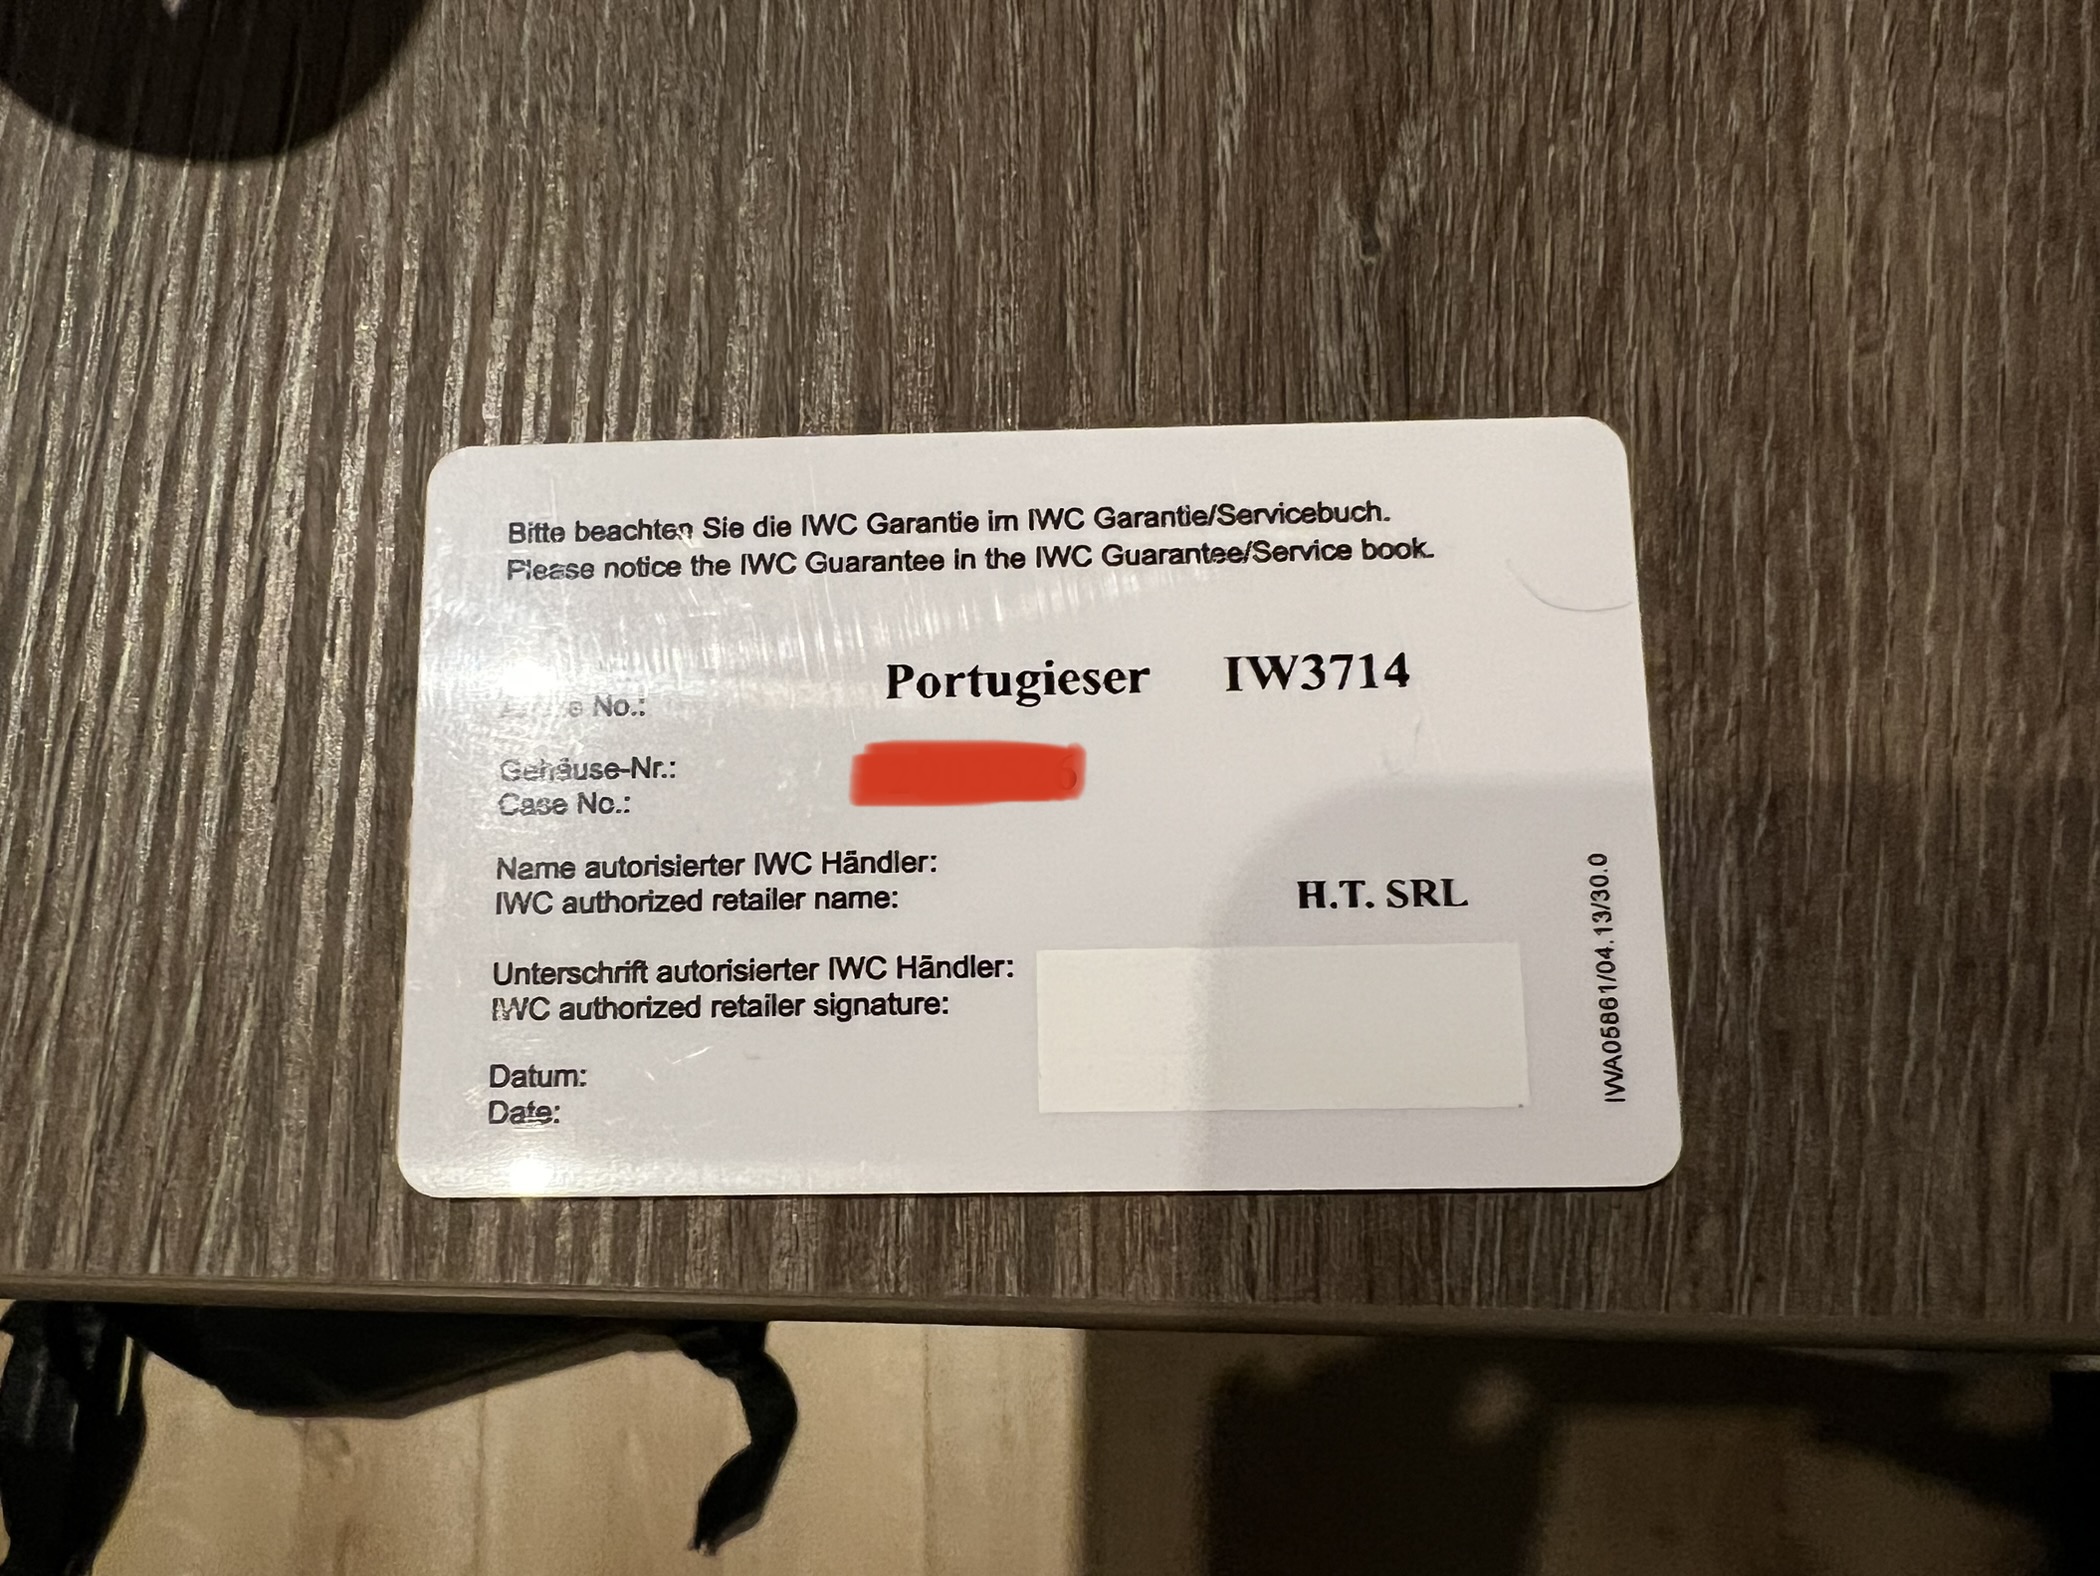 Bitte beachten Sie die IWC Garantie im IWC Garantie/Servicebuch.
Please notice the IWC Guarantee in the IWC Guarantee/Service book.
Portugieser IW3714
No.:
Gehäuse-Nr.:
Case No.:
Name autorisierter IWC Händler:
IWC authorized retailer name:
H.T. SRL
Unterschrift autorisierter IWC Händler:
IWC authorized retailer signature:
Datum:
Date:
IWA05861/04.13/30.0